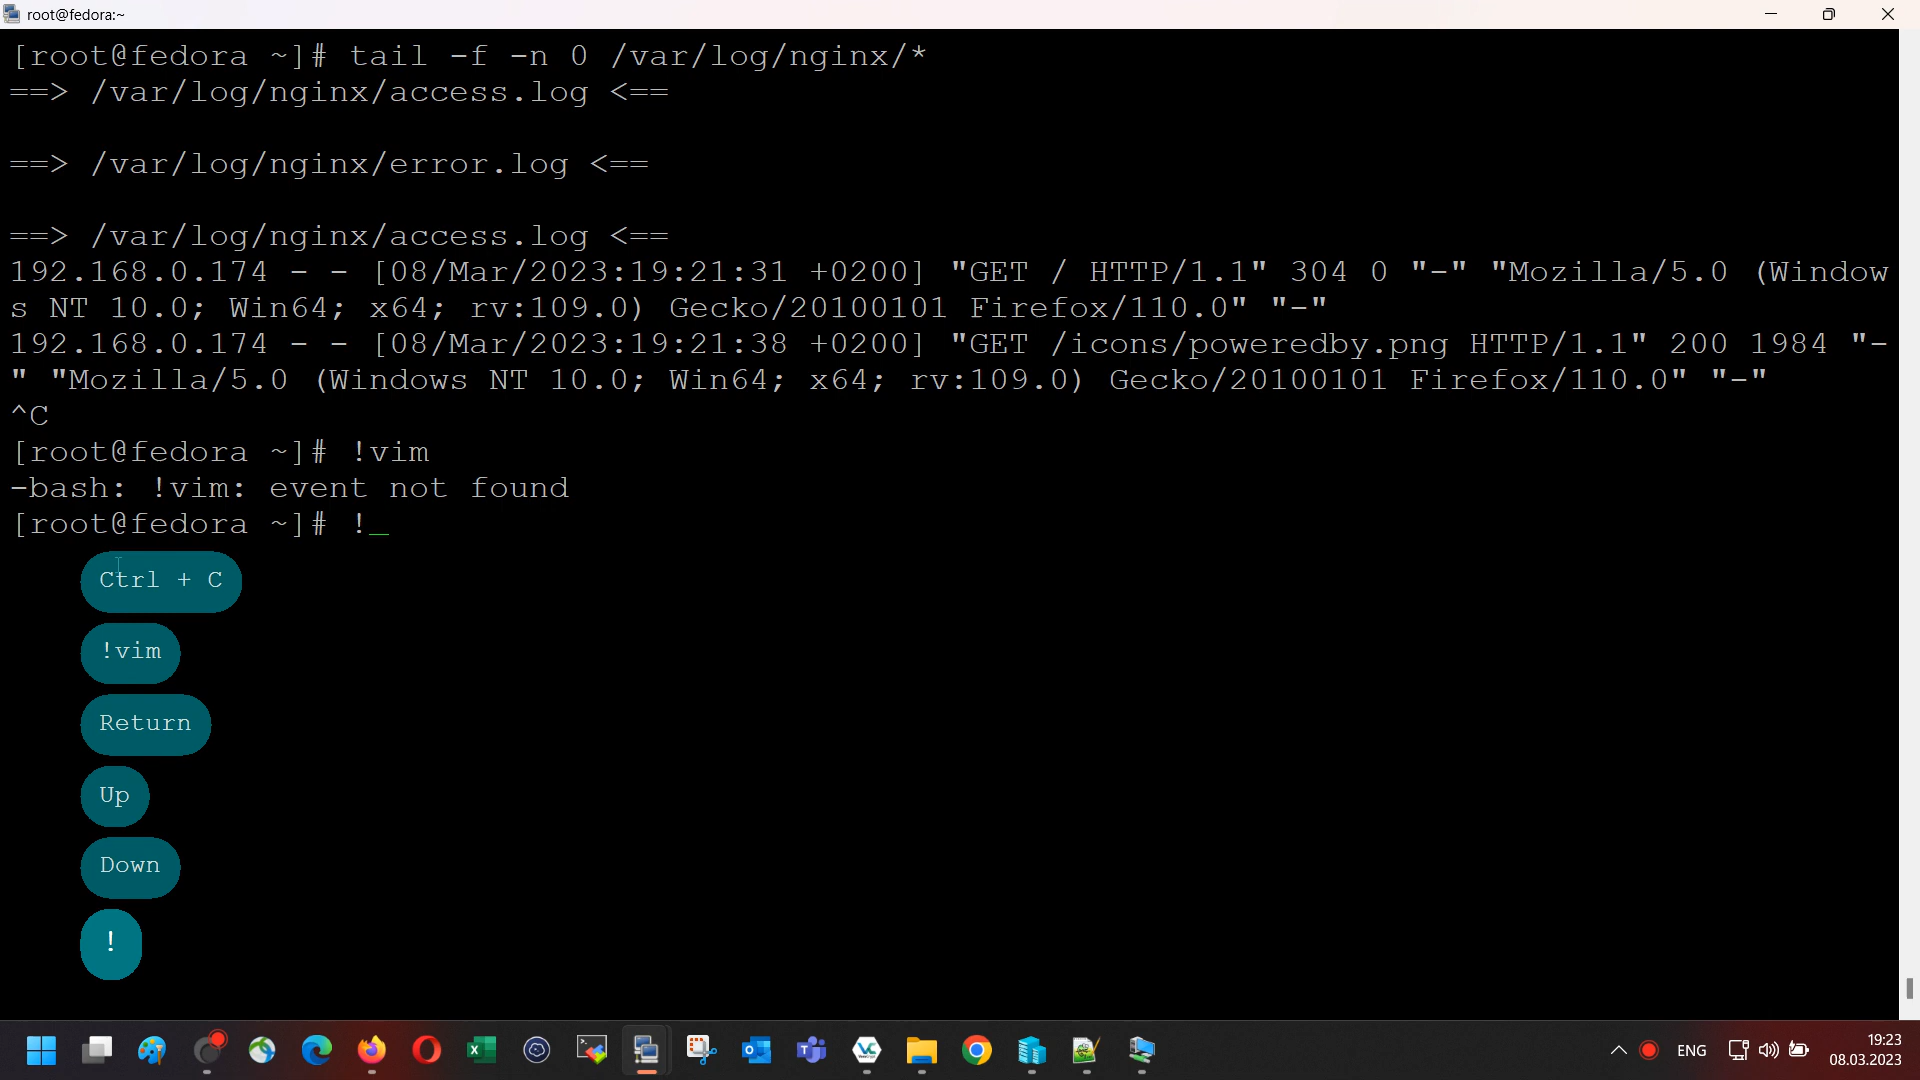 root@fedora:~
[root@fedora ~]# tail -f -n 0 /var/log/nginx/*
==> /var/log/nginx/access.log <==
==> /var/log/nginx/error.log <==
==> /var/log/nginx/access.log <==
192.168.0.174 - - [08/Mar/2023:19:21:31 +0200] "GET / HTTP/1.1" 304 0 "-" "Mozilla/5.0 (Window
s NT 10.0; Win64; x64; rv:109.0) Gecko/20100101 Firefox/110.0" "-"
192.168.0.174 - - [08/Mar/2023:19:21:38 +0200] "GET /icons/poweredby.png HTTP/1.1" 200 1984 "-
" "Mozilla/5.0 (Windows NT 10.0; Win64; x64; rv:109.0) Gecko/20100101 Firefox/110.0" "-"
^C
[root@fedora ~]# !vim
-bash: !vim: event not found
[root@fedora ~]# !_
Ctrl + C
!vim
Return
Up
Down
!
ENG
19:23
08.03.2023